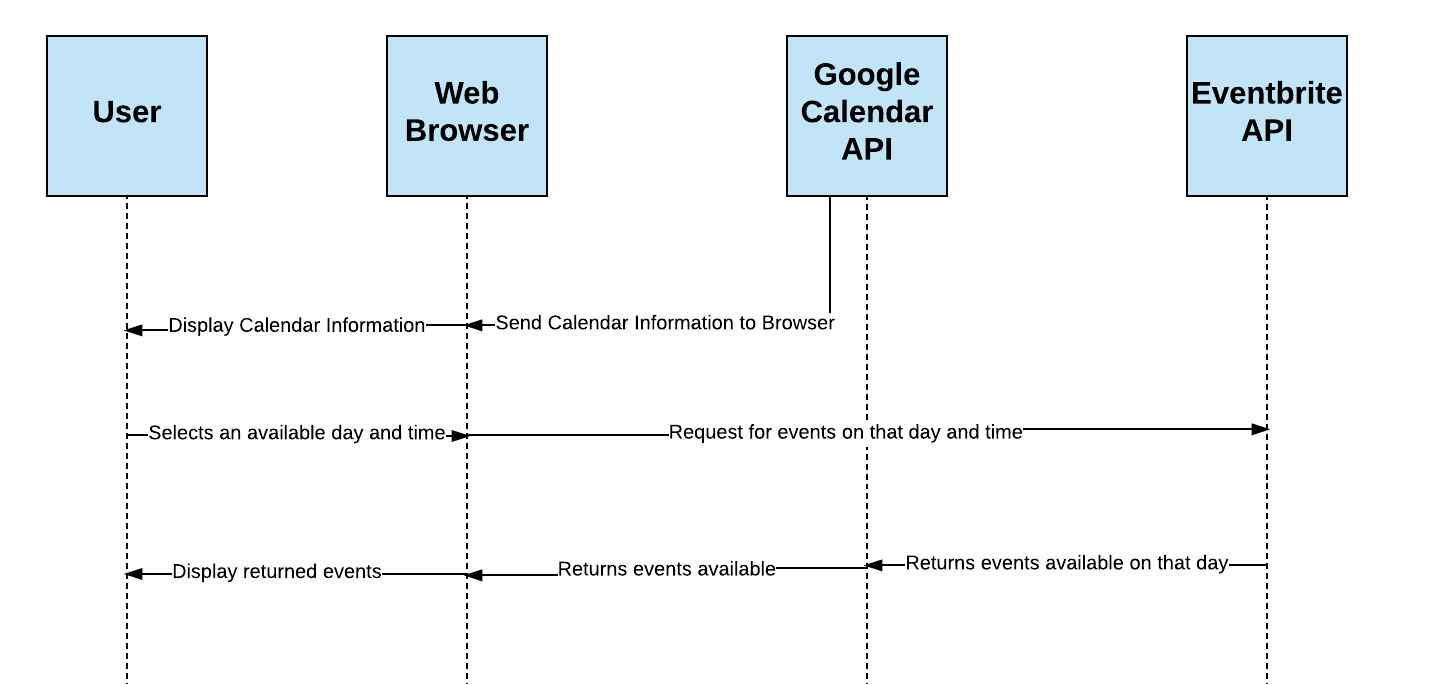 User
Web
Browser
Google
Calendar
API
Eventbrite
API
Display Calendar Information
Send Calendar Information to Browser
Selects an available day and time
Request for events on that day and time
Display returned events
Returns events available
Returns events available on that day